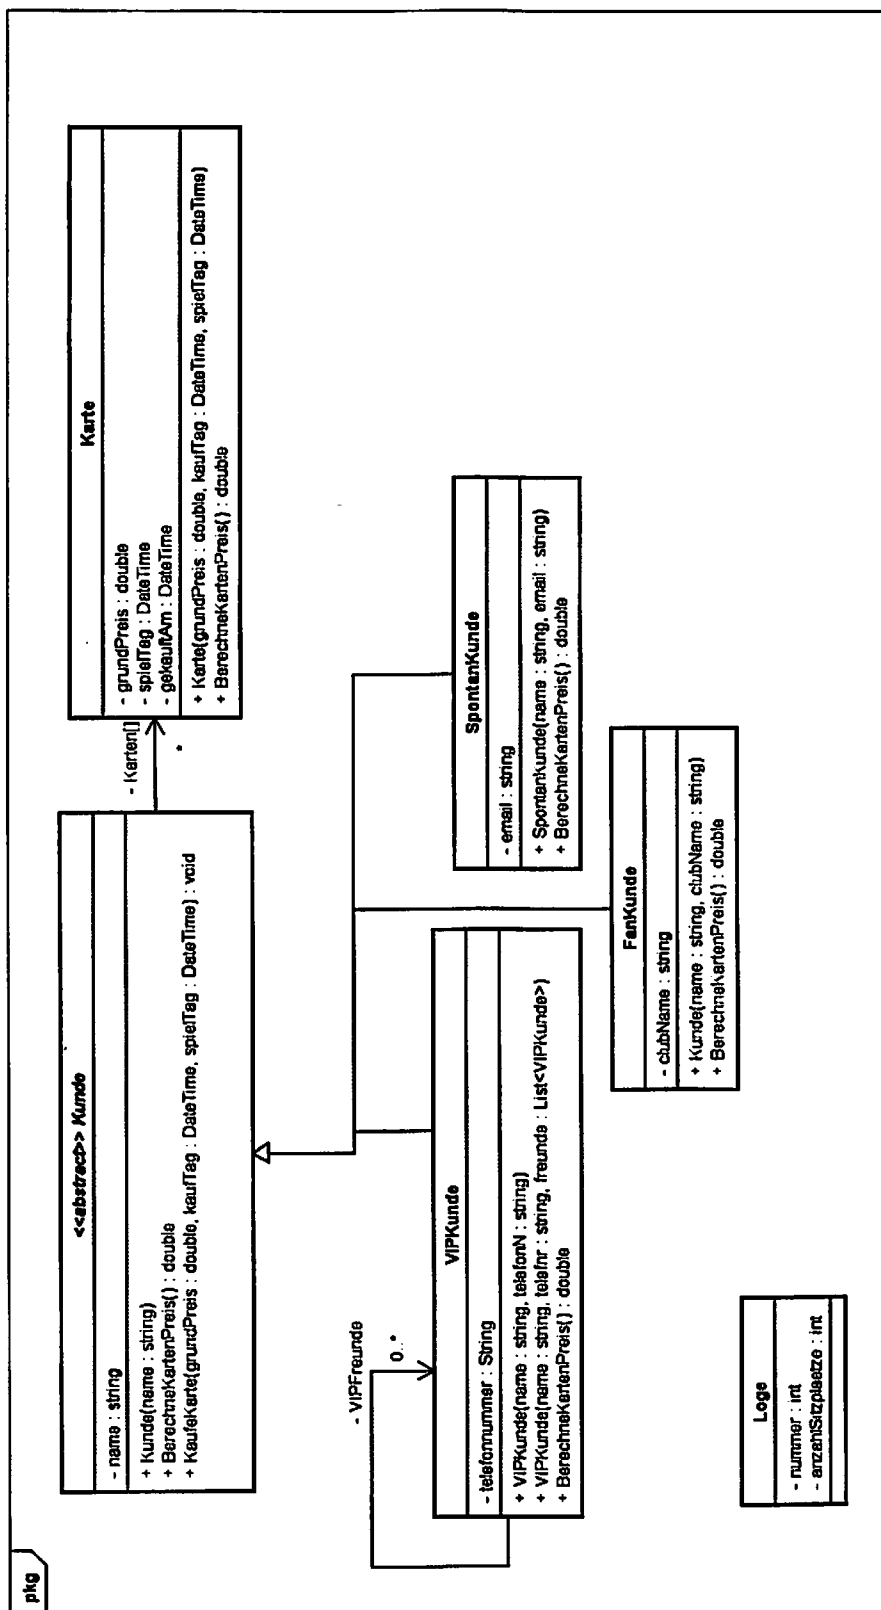 pkg
<<abstract>> Kunde
- name : string
+ Kunde(name : string)
+ BerechneKartenPreis() : double
+ KaufeKarte(grundPreis : double, kaufTag : DateTime, spielTag : DateTime) : void
- Karten[]
*
Karte
- grundPreis : double
- spielTag : DateTime
- gekauftAm : DateTime
+ Karte(grundPreis : double, kaufTag : DateTime, spielTag : DateTime)
+ BerechneKartenPreis() : double
- VIPFreunde
0..*
VIPKunde
- telefonnummer : String
+ VIPKunde(name : string, telefonN : string)
+ VIPKunde(name : string, telefnr : string, freunde : List<VIPKunde>)
+ BerechneKartenPreis() : double
SpontanKunde
- email : string
+ SpontanKunde(name : string, email : string)
+ BerechneKartenPreis() : double
FanKunde
- clubName : string
+ Kunde(name : string, clubName : string)
+ BerechneKartenPreis() : double
Loge
- nummer : int
- anzahlSitzplaetze : int